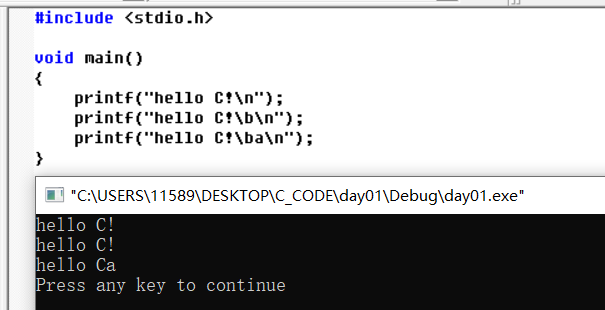 #include <stdio.h>
void main()
{
    printf("hello C!\n");
    printf("hello C!\b\n");
    printf("hello C!\ba\n");
}
"C:\USERS\11589\DESKTOP\C_CODE\day01\Debug\day01.exe"
hello C!
hello C!
hello Ca
Press any key to continue